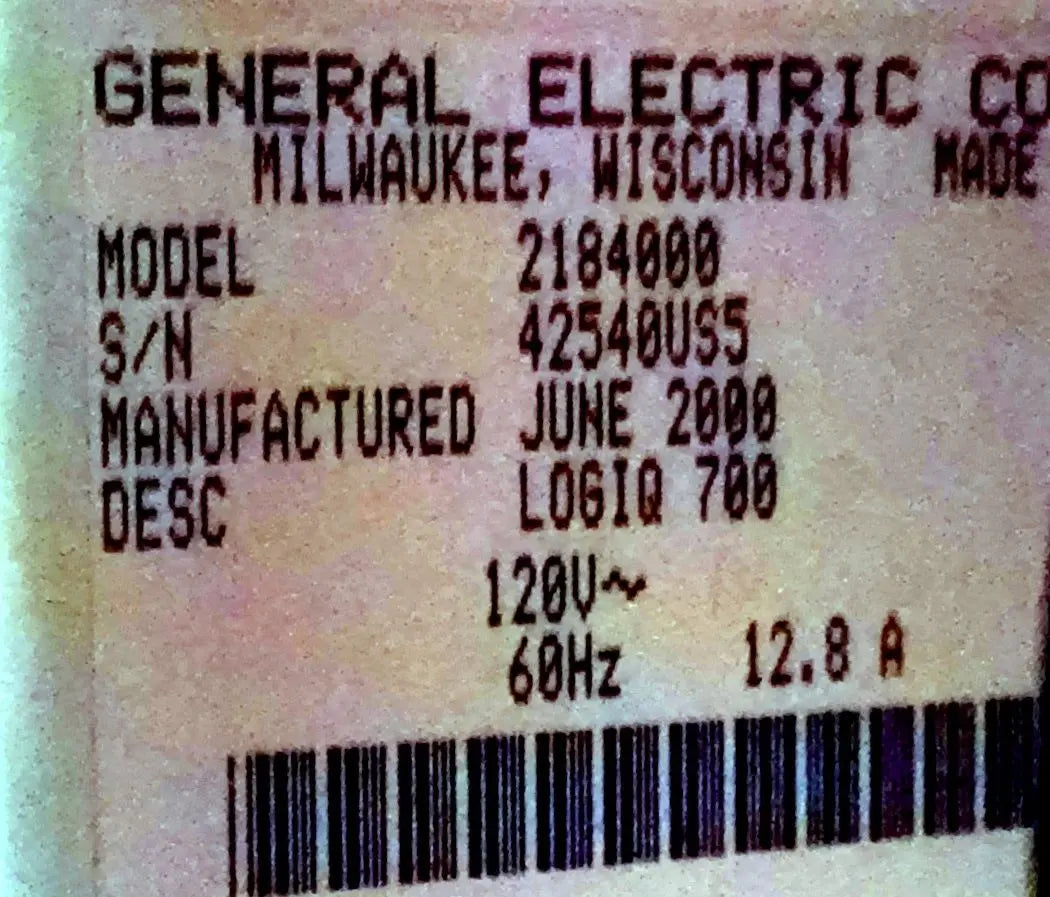 GENERAL ELECTRIC CO
MILWAUKEE, WISCONSIN MADE
MODEL 2184000
S/N 42540US5
MANUFACTURED JUNE 2000
DESC LOGIQ 700
120V~
60Hz 12.8 A